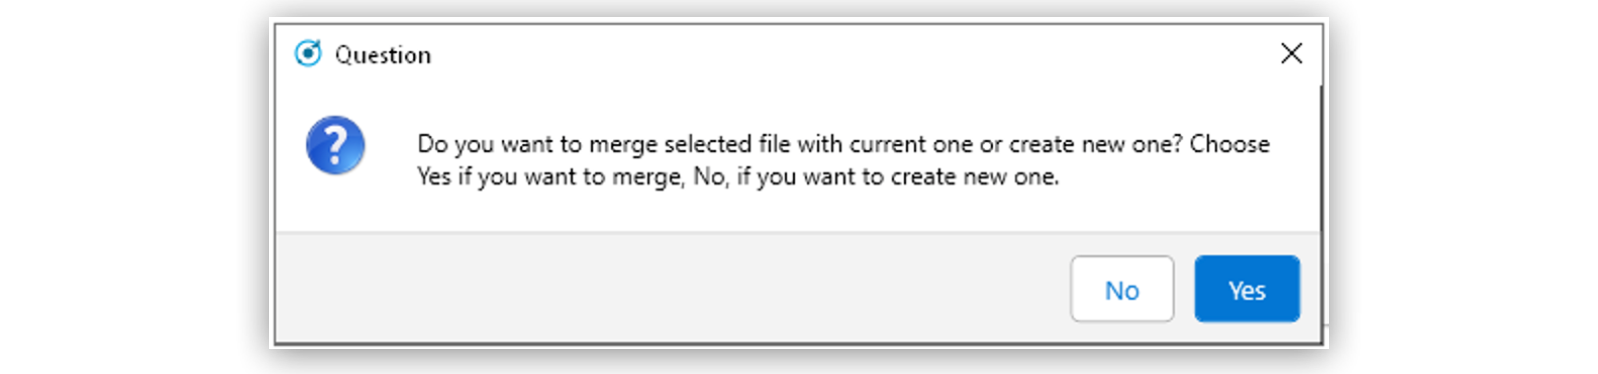 Question
Do you want to merge selected file with current one or create new one? Choose
Yes if you want to merge, No, if you want to create new one.
No
Yes